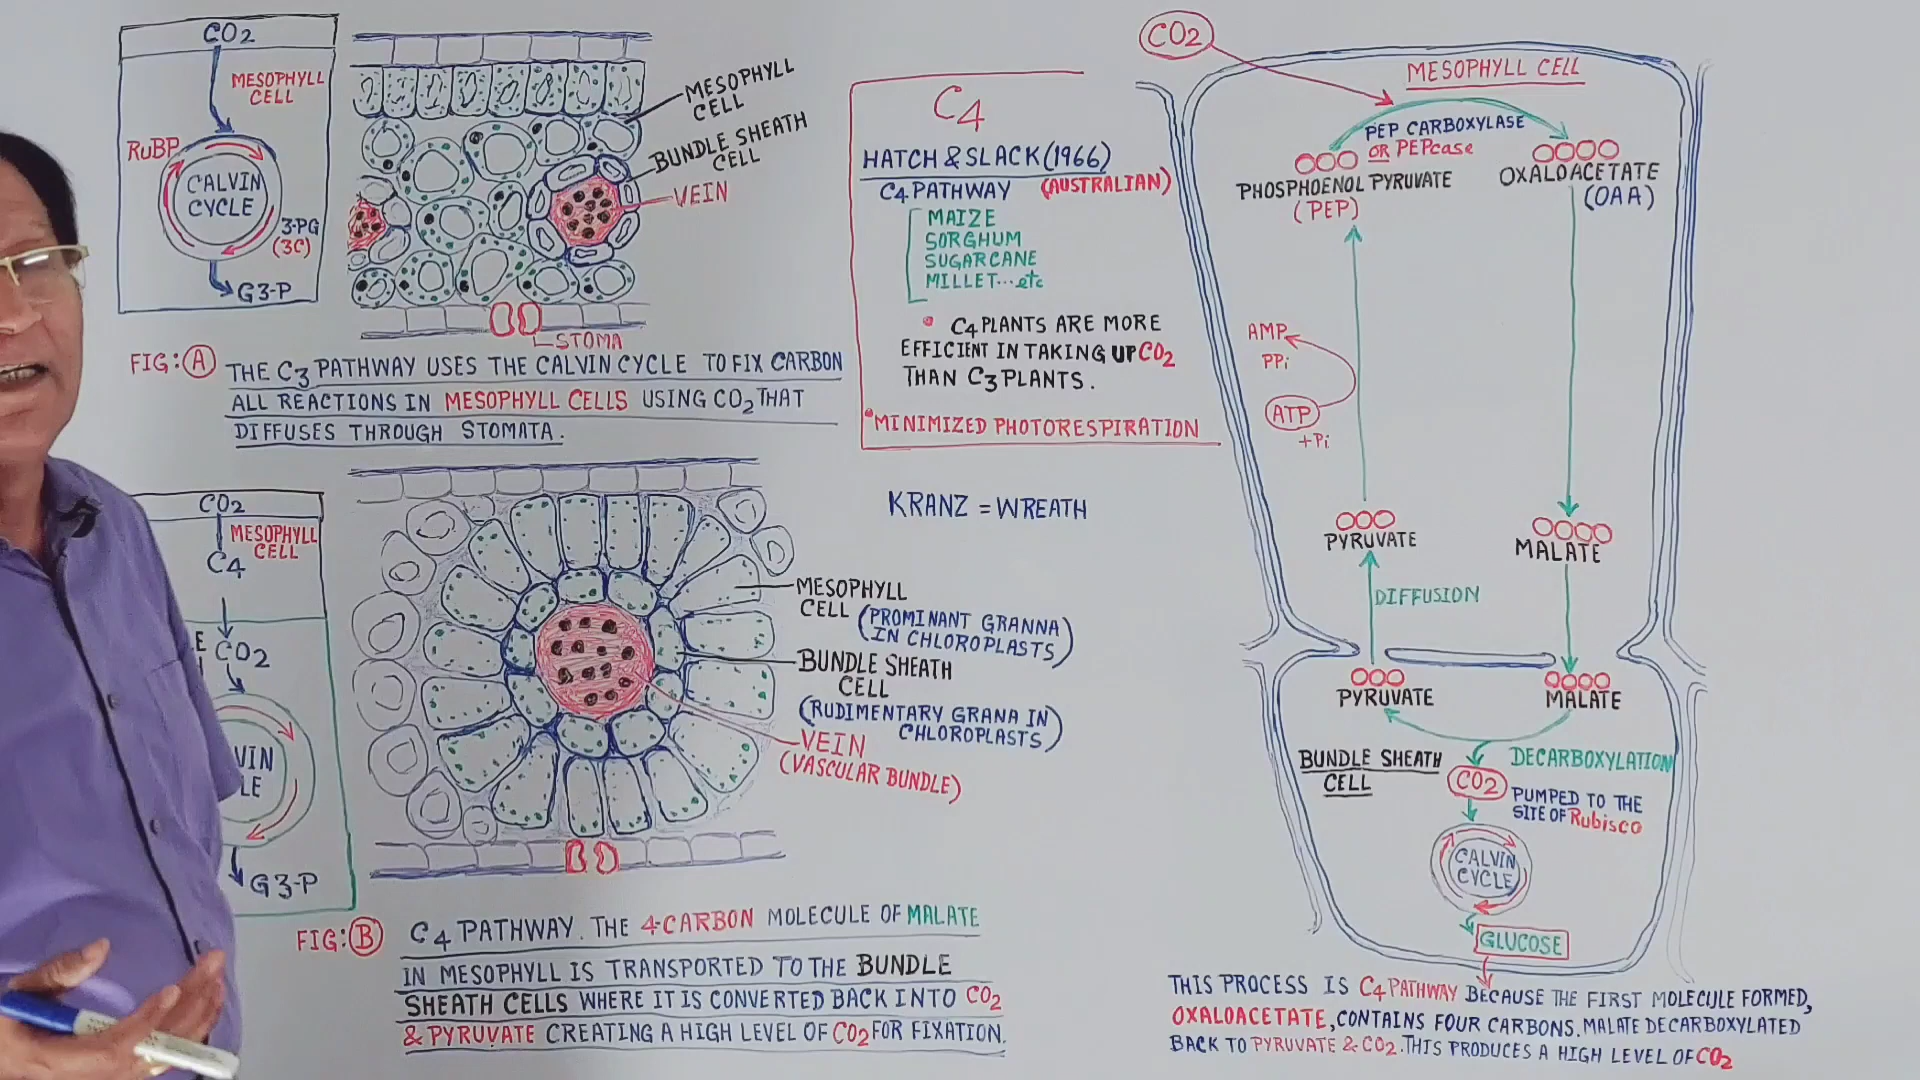 CO2
MESOPHYLL
CELL
RuBP
CALVIN
CYCLE
3-PG
(3C)
G3-P
MESOPHYLL
CELL
BUNDLE SHEATH
CELL
VEIN
STOMA
FIG: A THE C3 PATHWAY USES THE CALVIN CYCLE TO FIX CARBON
ALL REACTIONS IN MESOPHYLL CELLS USING CO2 THAT
DIFFUSES THROUGH STOMATA.
CO2
MESOPHYLL
CELL
C4
CO2
G3-P
MESOPHYLL
CELL (PROMINANT GRANNA
IN CHLOROPLASTS)
BUNDLE SHEATH
CELL
(RUDIMENTARY GRANA IN
CHLOROPLASTS)
VEIN
(VASCULAR BUNDLE)
FIG: B C4 PATHWAY. THE 4-CARBON MOLECULE OF MALATE
IN MESOPHYLL IS TRANSPORTED TO THE BUNDLE
SHEATH CELLS WHERE IT IS CONVERTED BACK INTO CO2
& PYRUVATE CREATING A HIGH LEVEL OF CO2 FOR FIXATION.
C4
HATCH & SLACK (1966)
C4 PATHWAY (AUSTRALIAN)
MAIZE
SORGHUM
SUGARCANE
MILLET...etc
• C4 PLANTS ARE MORE
EFFICIENT IN TAKING UP CO2
THAN C3 PLANTS.
•MINIMIZED PHOTORESPIRATION
KRANZ = WREATH
CO2
MESOPHYLL CELL
PEP CARBOXYLASE
OR PEPcase
PHOSPHOENOL PYRUVATE
(PEP)
OXALOACETATE
(OAA)
AMP
PPi
ATP
+Pi
PYRUVATE
MALATE
DIFFUSION
PYRUVATE
MALATE
BUNDLE SHEATH
CELL
DECARBOXYLATION
CO2
PUMPED TO THE
SITE OF Rubisco
CALVIN
CYCLE
GLUCOSE
THIS PROCESS IS C4 PATHWAY BECAUSE THE FIRST MOLECULE FORMED,
OXALOACETATE, CONTAINS FOUR CARBONS. MALATE DECARBOXYLATED
BACK TO PYRUVATE & CO2. THIS PRODUCES A HIGH LEVEL OF CO2